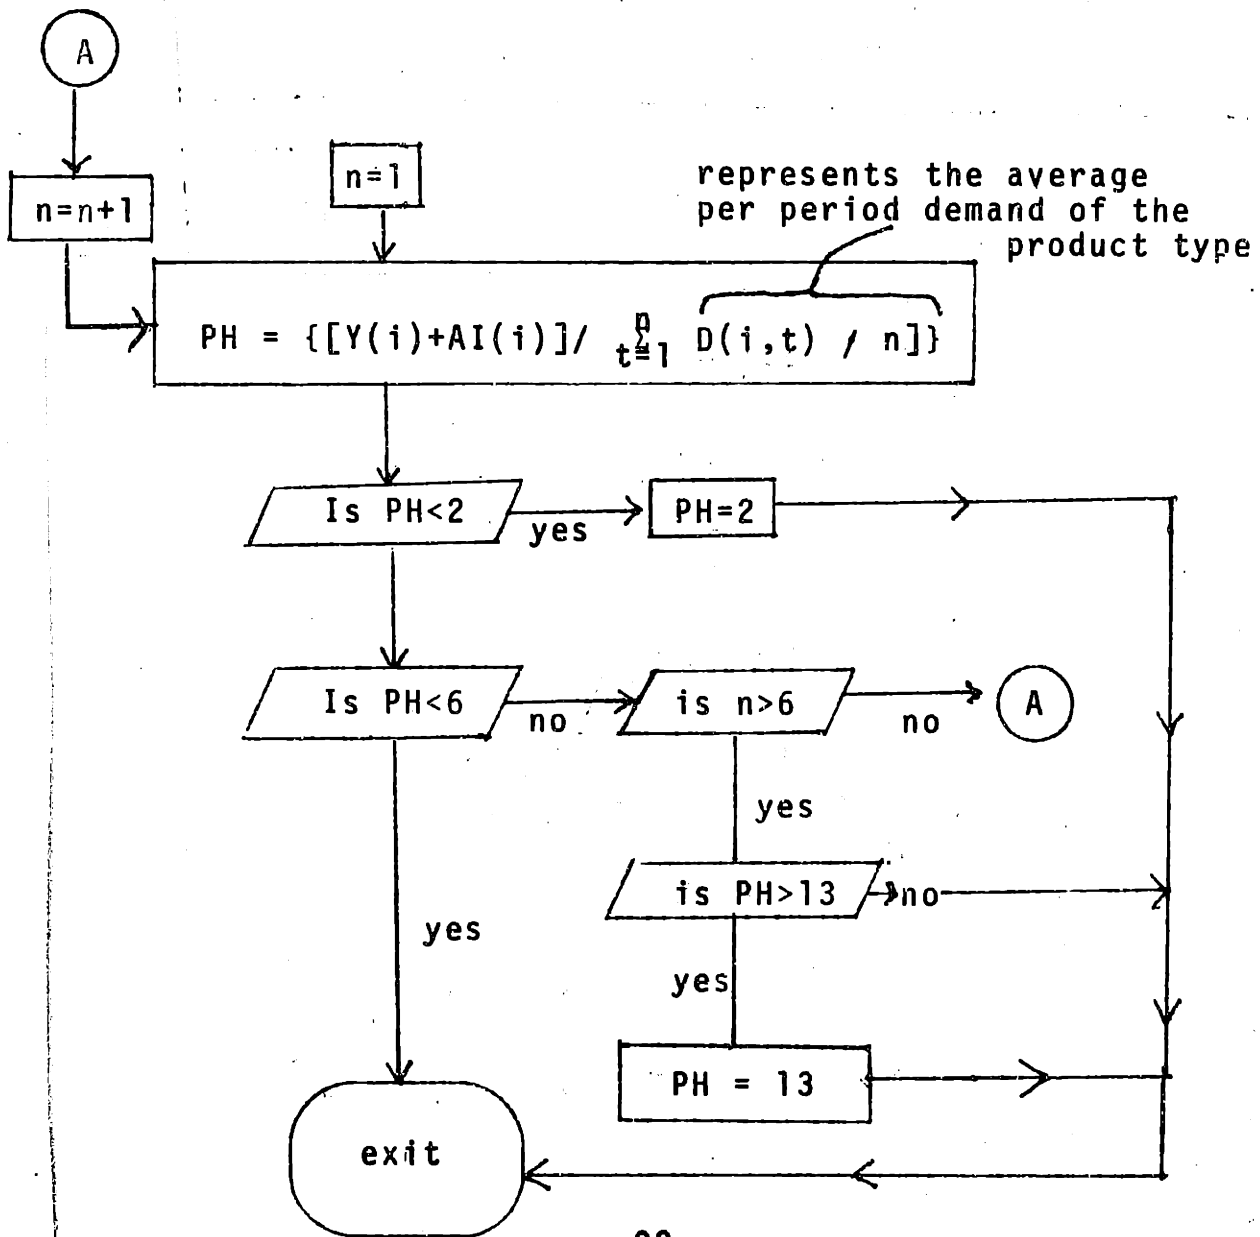 A
n=n+1
n=1
represents the average
per period demand of the
product type
PH = {[Y(i)+AI(i)]/ n Σ t=1 D(i,t) / n]}
Is PH<2
yes
PH=2
Is PH<6
no
is n>6
no
A
yes
is PH>13
no
yes
yes
PH = 13
exit